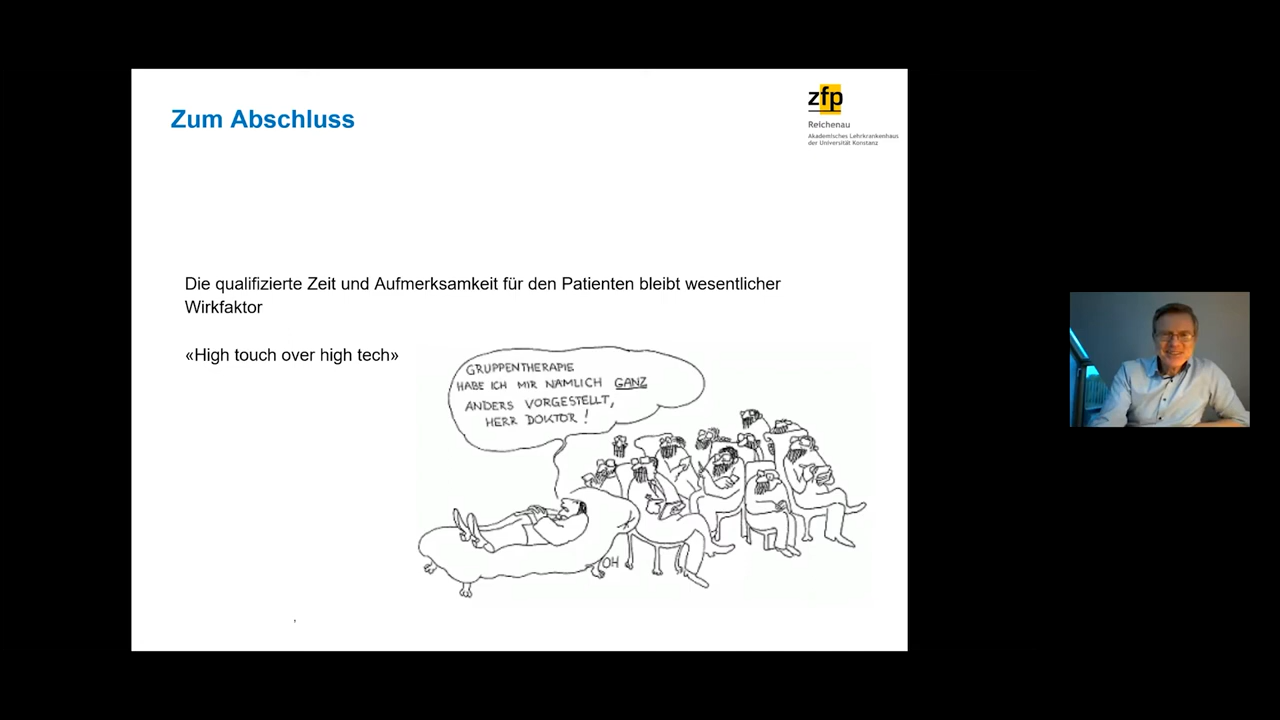 Zum Abschluss
zfp
Reichenau
Akademisches Lehrkrankenhaus
der Universität Konstanz
Die qualifizierte Zeit und Aufmerksamkeit für den Patienten bleibt wesentlicher
Wirkfaktor
«High touch over high tech»
GRUPPENTHERAPIE
HABE ICH MIR NÄMLICH GANZ
ANDERS VORGESTELLT,
HERR DOKTOR!
OH
,